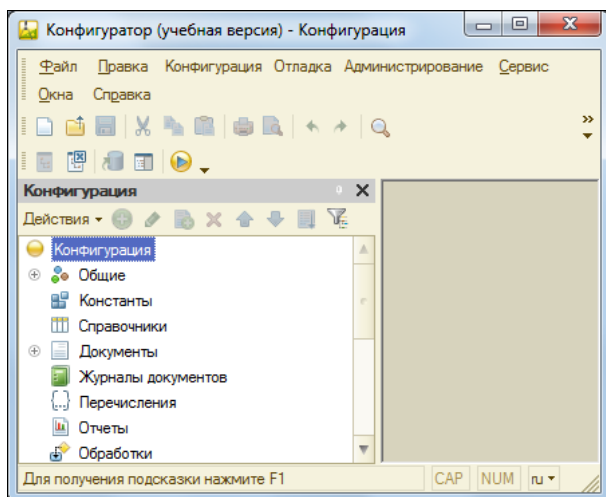 Конфигуратор (учебная версия) - Конфигурация
Файл Правка Конфигурация Отладка Администрирование Сервис
Окна Справка
Конфигурация
Действия
Конфигурация
Общие
Константы
Справочники
Документы
Журналы документов
Перечисления
Отчеты
Обработки
Для получения подсказки нажмите F1 CAP NUM ru